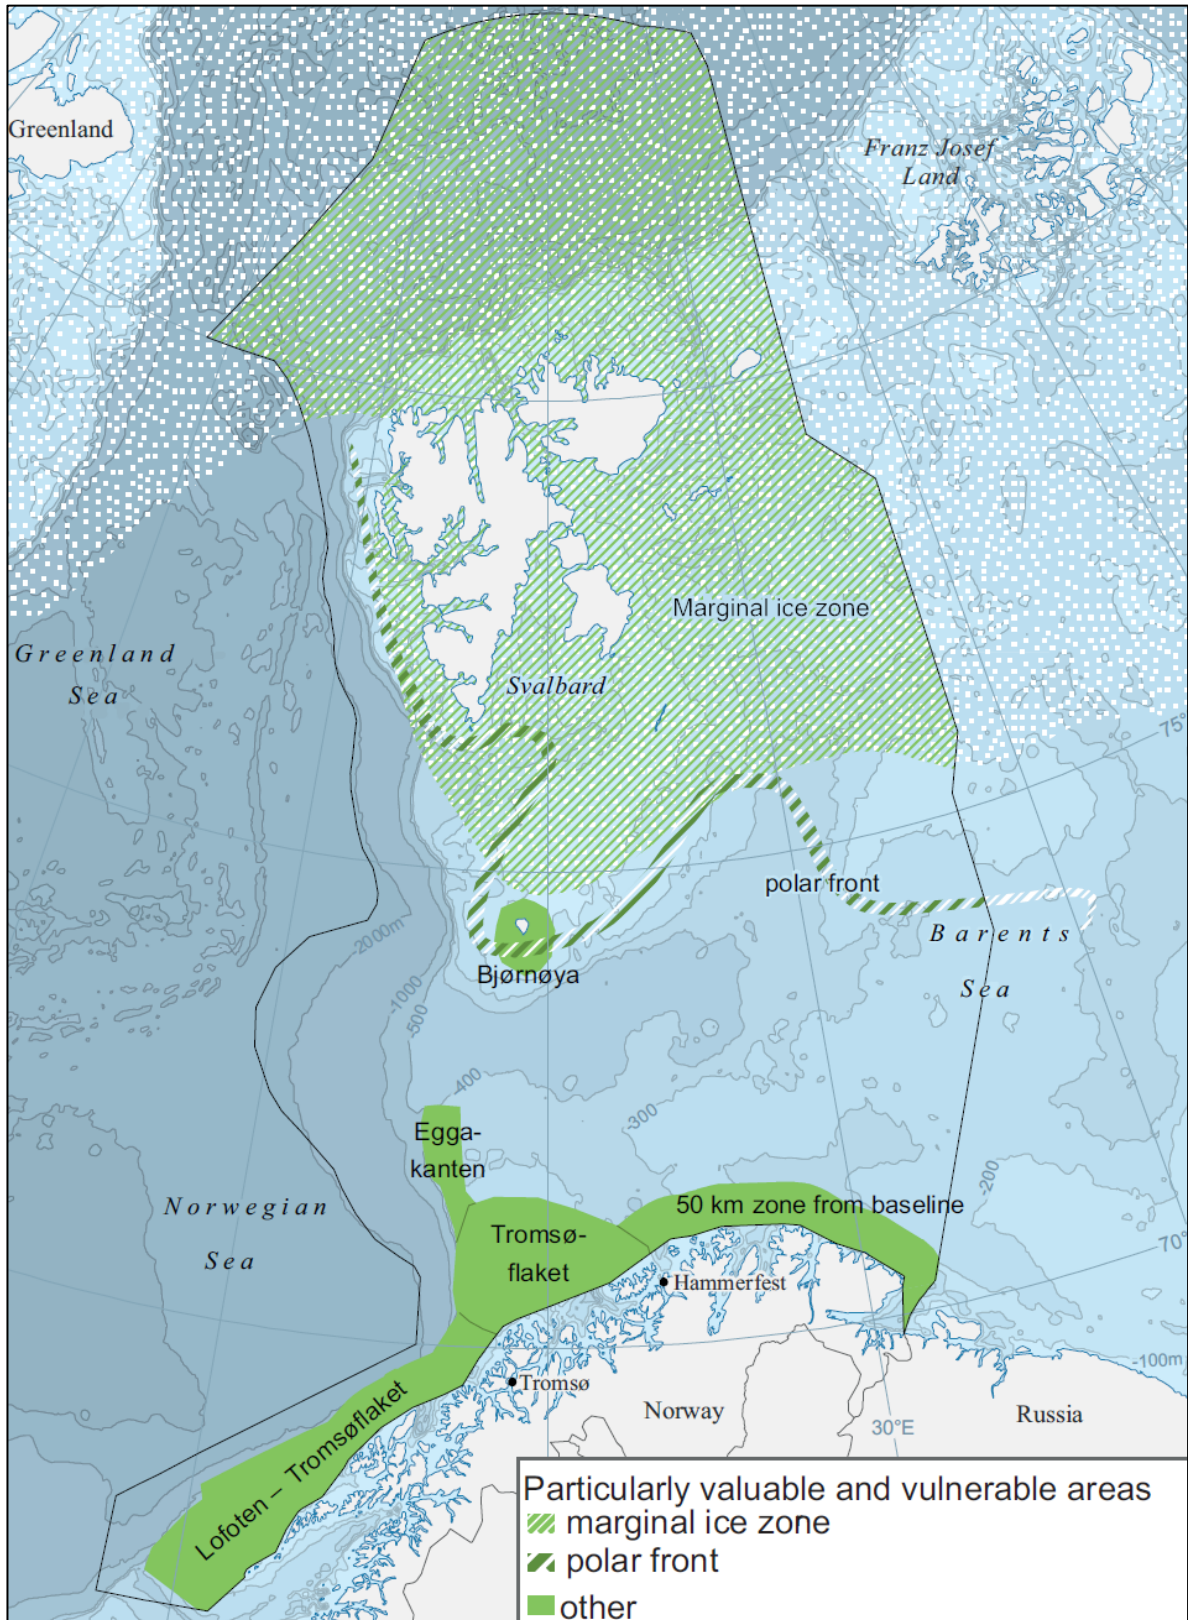 Greenland
Franz Josef
Land
Marginal ice zone
Greenland
Sea
Svalbard
75°
polar front
Barents
Sea
-2000m
Bjørnøya
-1000
-500
-400
-300
Egga-
kanten
-200
50 km zone from baseline
Norwegian
Sea
Tromsø-
flaket
70°
Hammerfest
-100m
Tromsø
Lofoten – Tromsøflaket
Norway
Russia
30°E
Particularly valuable and vulnerable areas
marginal ice zone
polar front
other